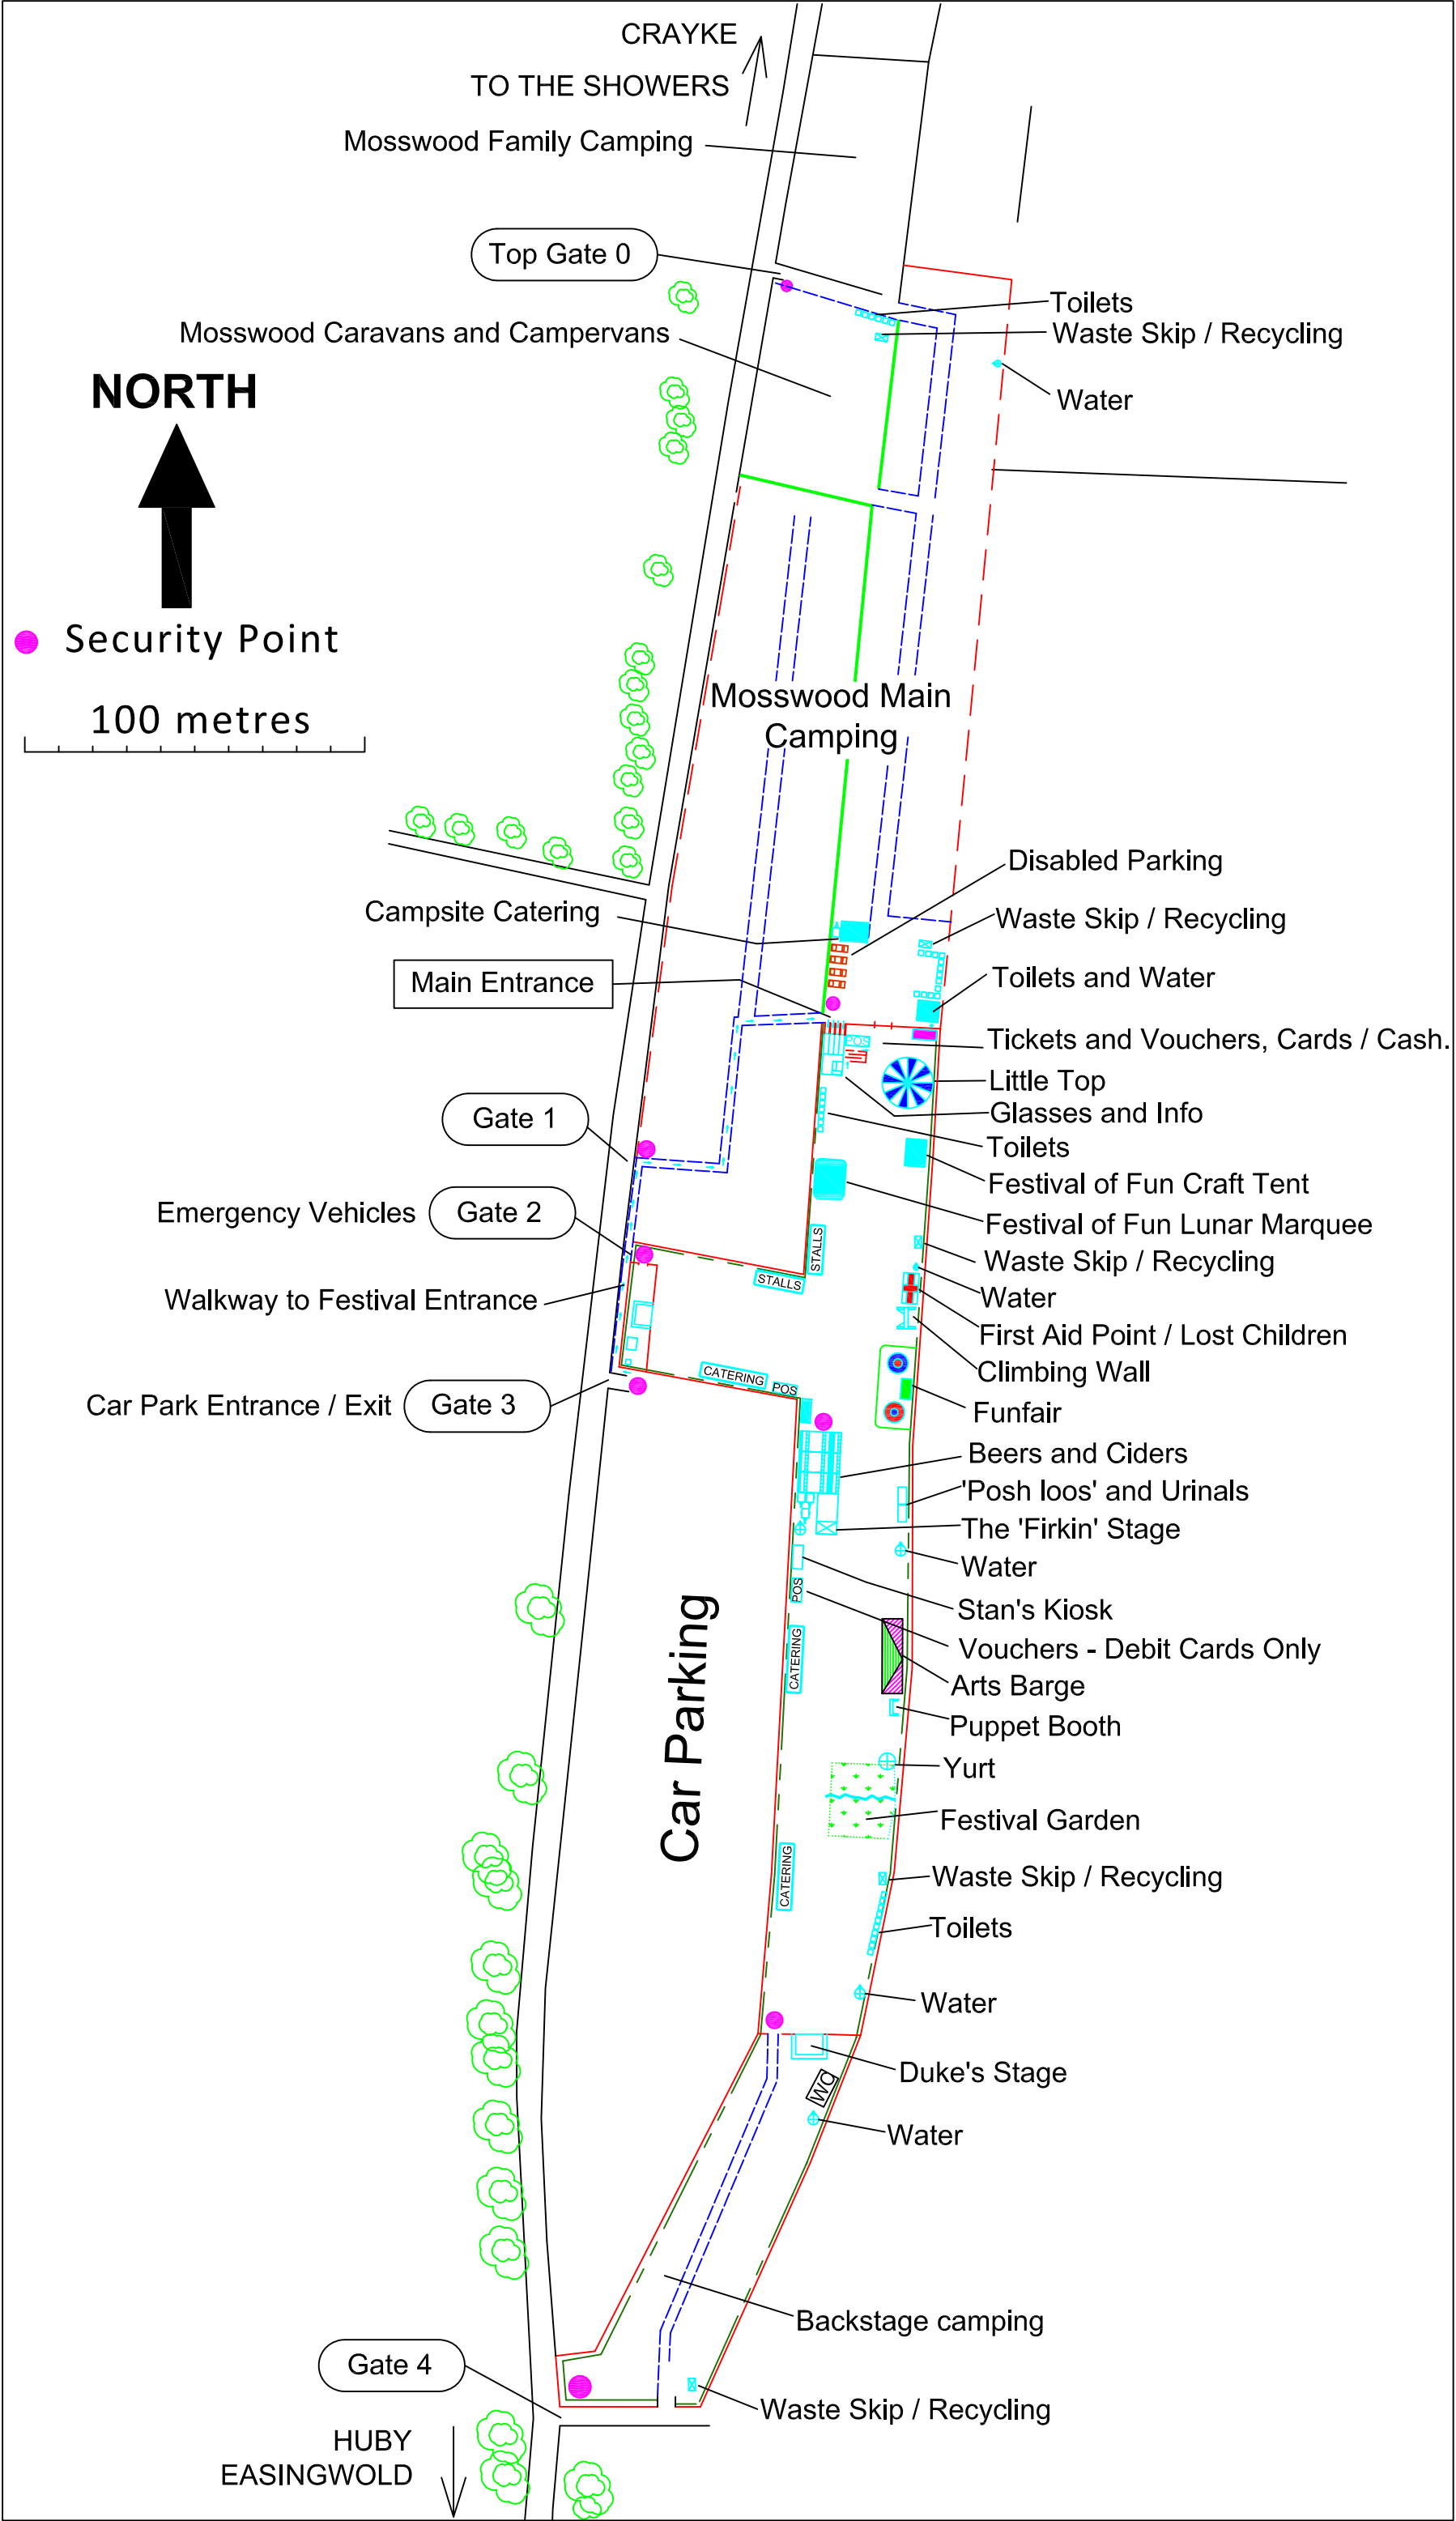 CRAYKE
TO THE SHOWERS
Mosswood Family Camping
Top Gate 0
Toilets
Mosswood Caravans and Campervans
Waste Skip / Recycling
NORTH
Water
Security Point
100 metres
Mosswood Main
Camping
Disabled Parking
Campsite Catering
Waste Skip / Recycling
Main Entrance
Toilets and Water
Tickets and Vouchers, Cards / Cash.
POS
Little Top
Glasses and Info
Gate 1
Toilets
Festival of Fun Craft Tent
Emergency Vehicles
Gate 2
Festival of Fun Lunar Marquee
STALLS
Waste Skip / Recycling
STALLS
Walkway to Festival Entrance
Water
First Aid Point / Lost Children
Climbing Wall
CATERING
POS
Car Park Entrance / Exit
Gate 3
Funfair
Beers and Ciders
'Posh loos' and Urinals
The 'Firkin' Stage
Water
POS
Stan's Kiosk
Vouchers - Debit Cards Only
CATERING
Car Parking
Arts Barge
Puppet Booth
Yurt
Festival Garden
CATERING
Waste Skip / Recycling
Toilets
Water
Duke's Stage
WC
Water
Backstage camping
Gate 4
Waste Skip / Recycling
HUBY
EASINGWOLD